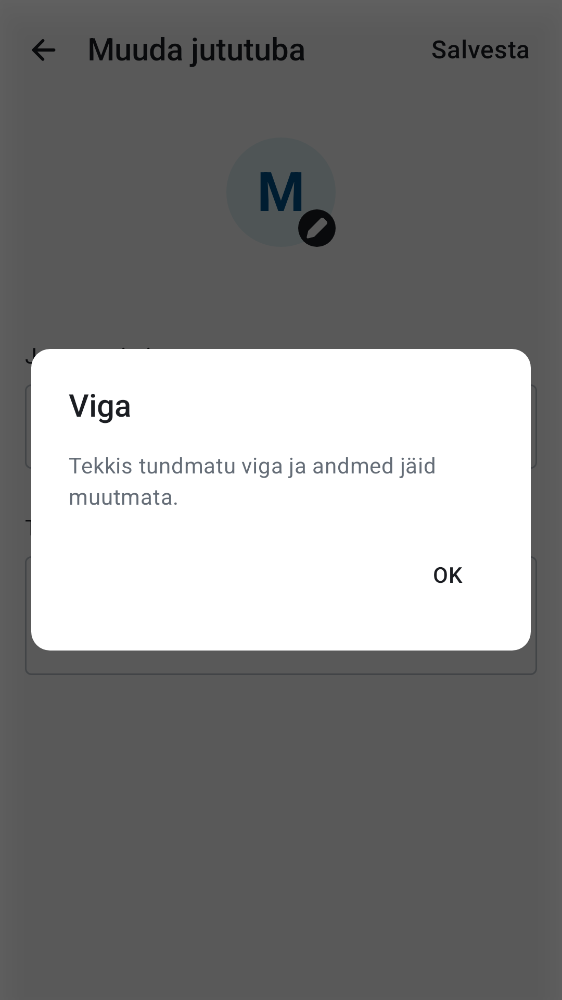 Muuda jututuba
Salvesta
M
Viga
Tekkis tundmatu viga ja andmed jäid
muutmata.
OK